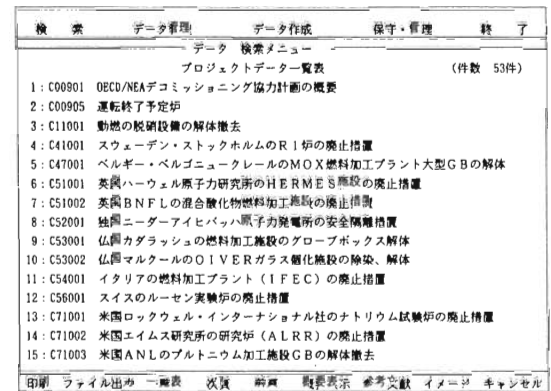 検 索 データ管理 データ作成 保守・管理 終 了
データ 検索メニュー
プロジェクトデータ一覧表 (件数 53件)
1:C00901 OECD/NEAデコミッショニング協力計画の概要
2:C00905 運転終了予定炉
3:C11001 動燃の脱硝設備の解体撤去
4:C41001 スウェーデン・ストックホルムのR1炉の廃止措置
5:C47001 ベルギー・ベルゴニュークレールのMOX燃料加工プラント大型GBの解体
6:C51001 英国ハーウェル原子力研究所のHERMES施設の廃止措置
7:C51002 英国BNFLの混合酸化物燃料加工施設の廃止措置
8:C52001 独国ニーダーアイヒバッハ原子力発電所の安全隔離措置
9:C53001 仏国カダラッシュの燃料加工施設のグローブボックス解体
10:C53002 仏国マルクールのOIVERガラス個化施設の除染、解体
11:C54001 イタリアの燃料加工プラント(IFEC)の廃止措置
12:C56001 スイスのルーセン実験炉の廃止措置
13:C71001 米国ロックウェル・インターナショナル社のナトリウム試験炉の廃止措置
14:C71002 米国エイムス研究所の研究炉(ALRR)の廃止措置
15:C71003 米国ANLのプルトニウム加工施設GBの解体撤去
印刷 ファイル出力 一覧表 次頁 前頁 概要表示 参考文献 イメージ キャンセル